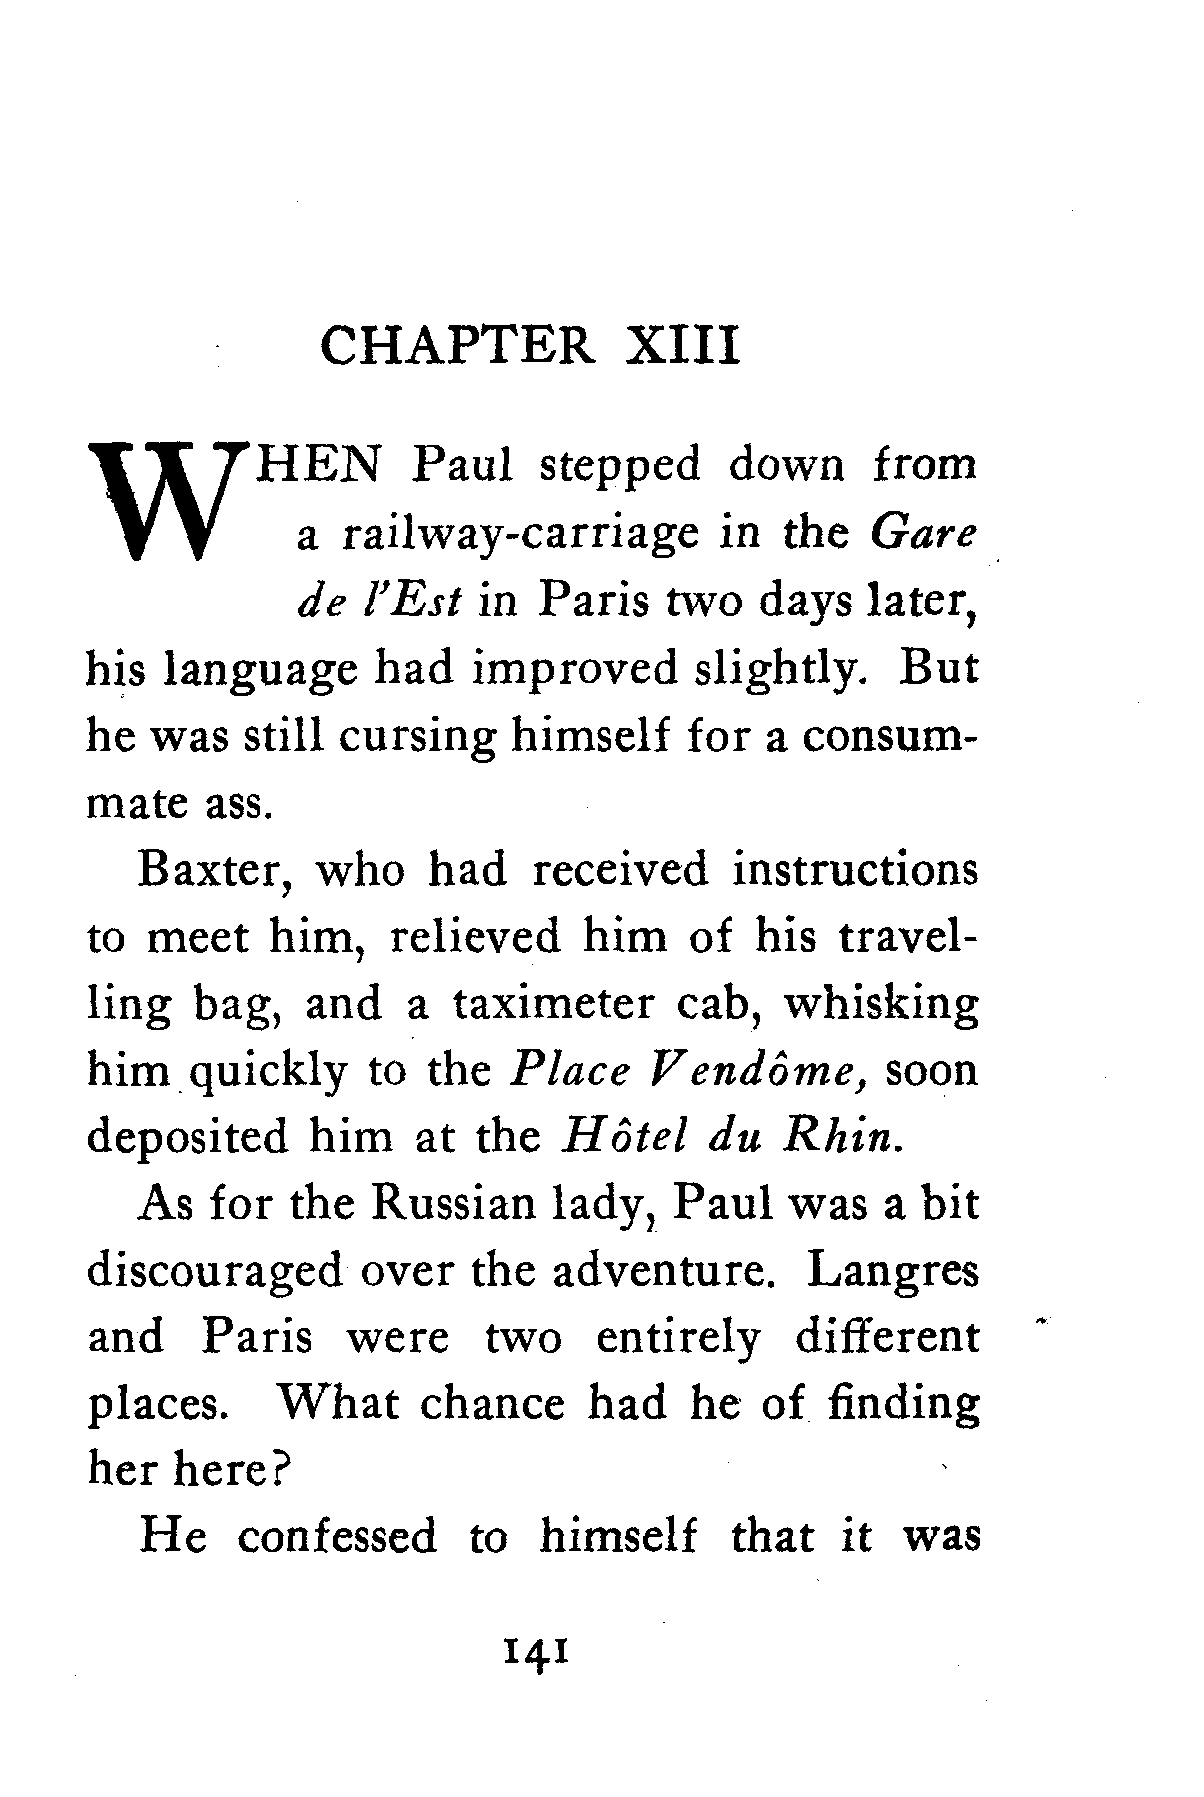 CHAPTER XIII
WHEN Paul stepped down from
a railway-carriage in the Gare
de l'Est in Paris two days later,
his language had improved slightly. But
he was still cursing himself for a consum-
mate ass.
Baxter, who had received instructions
to meet him, relieved him of his travel-
ling bag, and a taximeter cab, whisking
him quickly to the Place Vendôme, soon
deposited him at the Hôtel du Rhin.
As for the Russian lady, Paul was a bit
discouraged over the adventure. Langres
and Paris were two entirely different
places. What chance had he of finding
her here?
He confessed to himself that it was
141